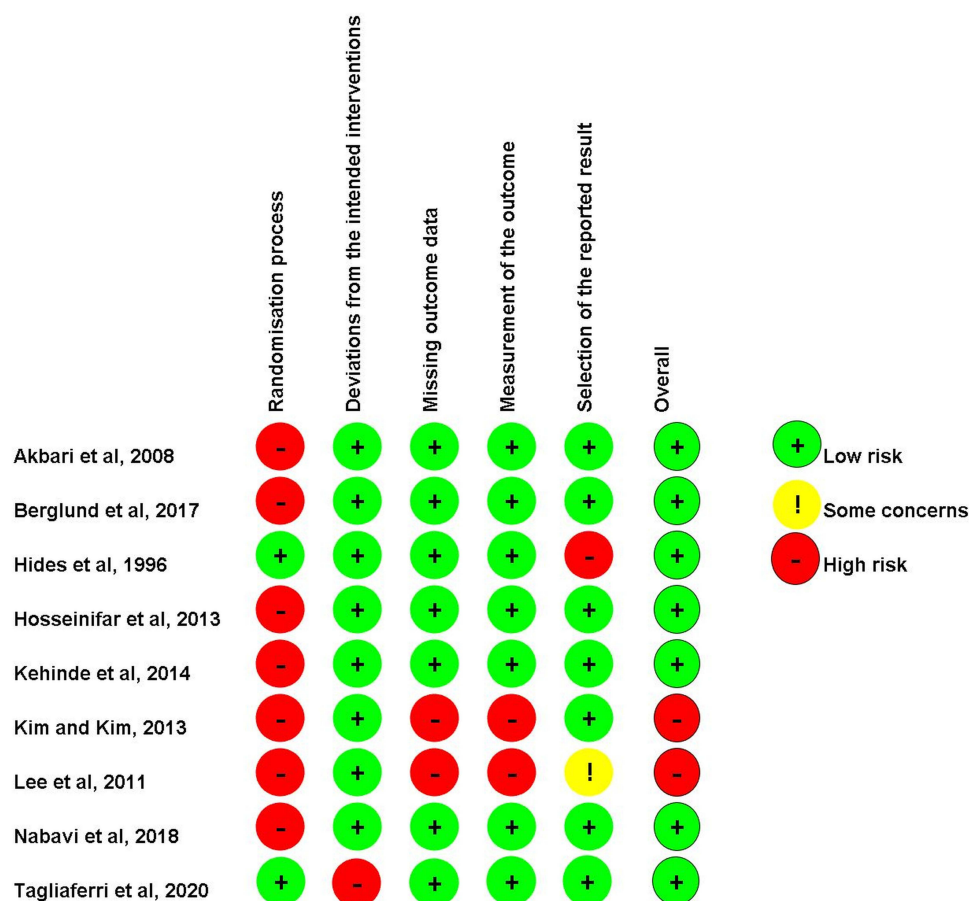 Randomisation process
Deviations from the intended interventions
Missing outcome data
Measurement of the outcome
Selection of the reported result
Overall
Akbari et al, 2008 - + + + + +
Berglund et al, 2017 - + + + + +
Hides et al, 1996 + + + + - +
Hosseinifar et al, 2013 - + + + + +
Kehinde et al, 2014 - + + + + +
Kim and Kim, 2013 - + - - + -
Lee et al, 2011 - + - - ! -
Nabavi et al, 2018 - + + + + +
Tagliaferri et al, 2020 + - + + + +
+ Low risk
! Some concerns
- High risk